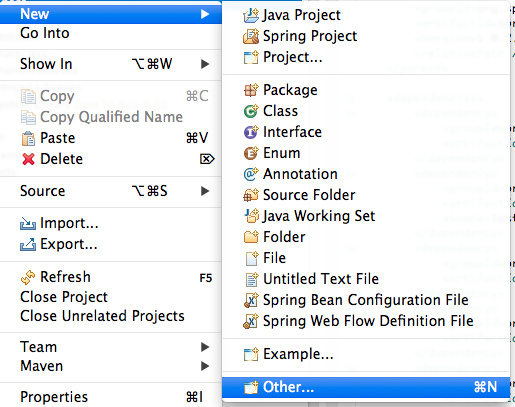 New
Go Into
Show In ⌥⌘W
Copy ⌘C
Copy Qualified Name
Paste ⌘V
Delete ⌦
Source ⌥⌘S
Import...
Export...
Refresh F5
Close Project
Close Unrelated Projects
Team
Maven
Properties ⌘I
Java Project
Spring Project
Project...
Package
Class
Interface
Enum
Annotation
Source Folder
Java Working Set
Folder
File
Untitled Text File
Spring Bean Configuration File
Spring Web Flow Definition File
Example...
Other... ⌘N